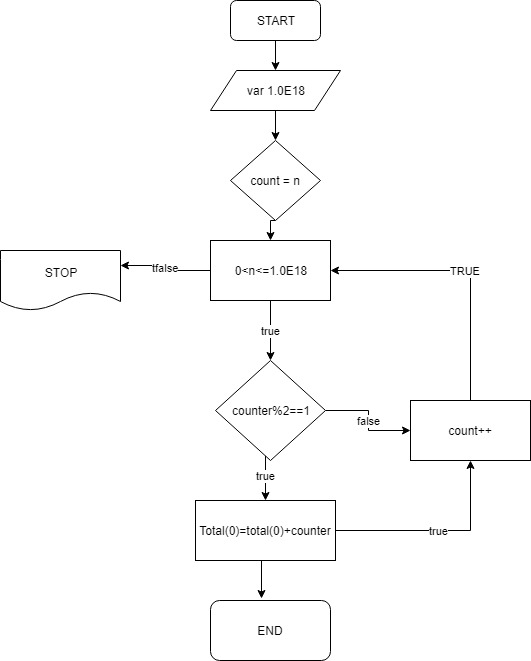 START
var 1.0E18
count = n
0<n<=1.0E18
tfalse
STOP
TRUE
true
counter%2==1
false
count++
true
Total(0)=total(0)+counter
true
END